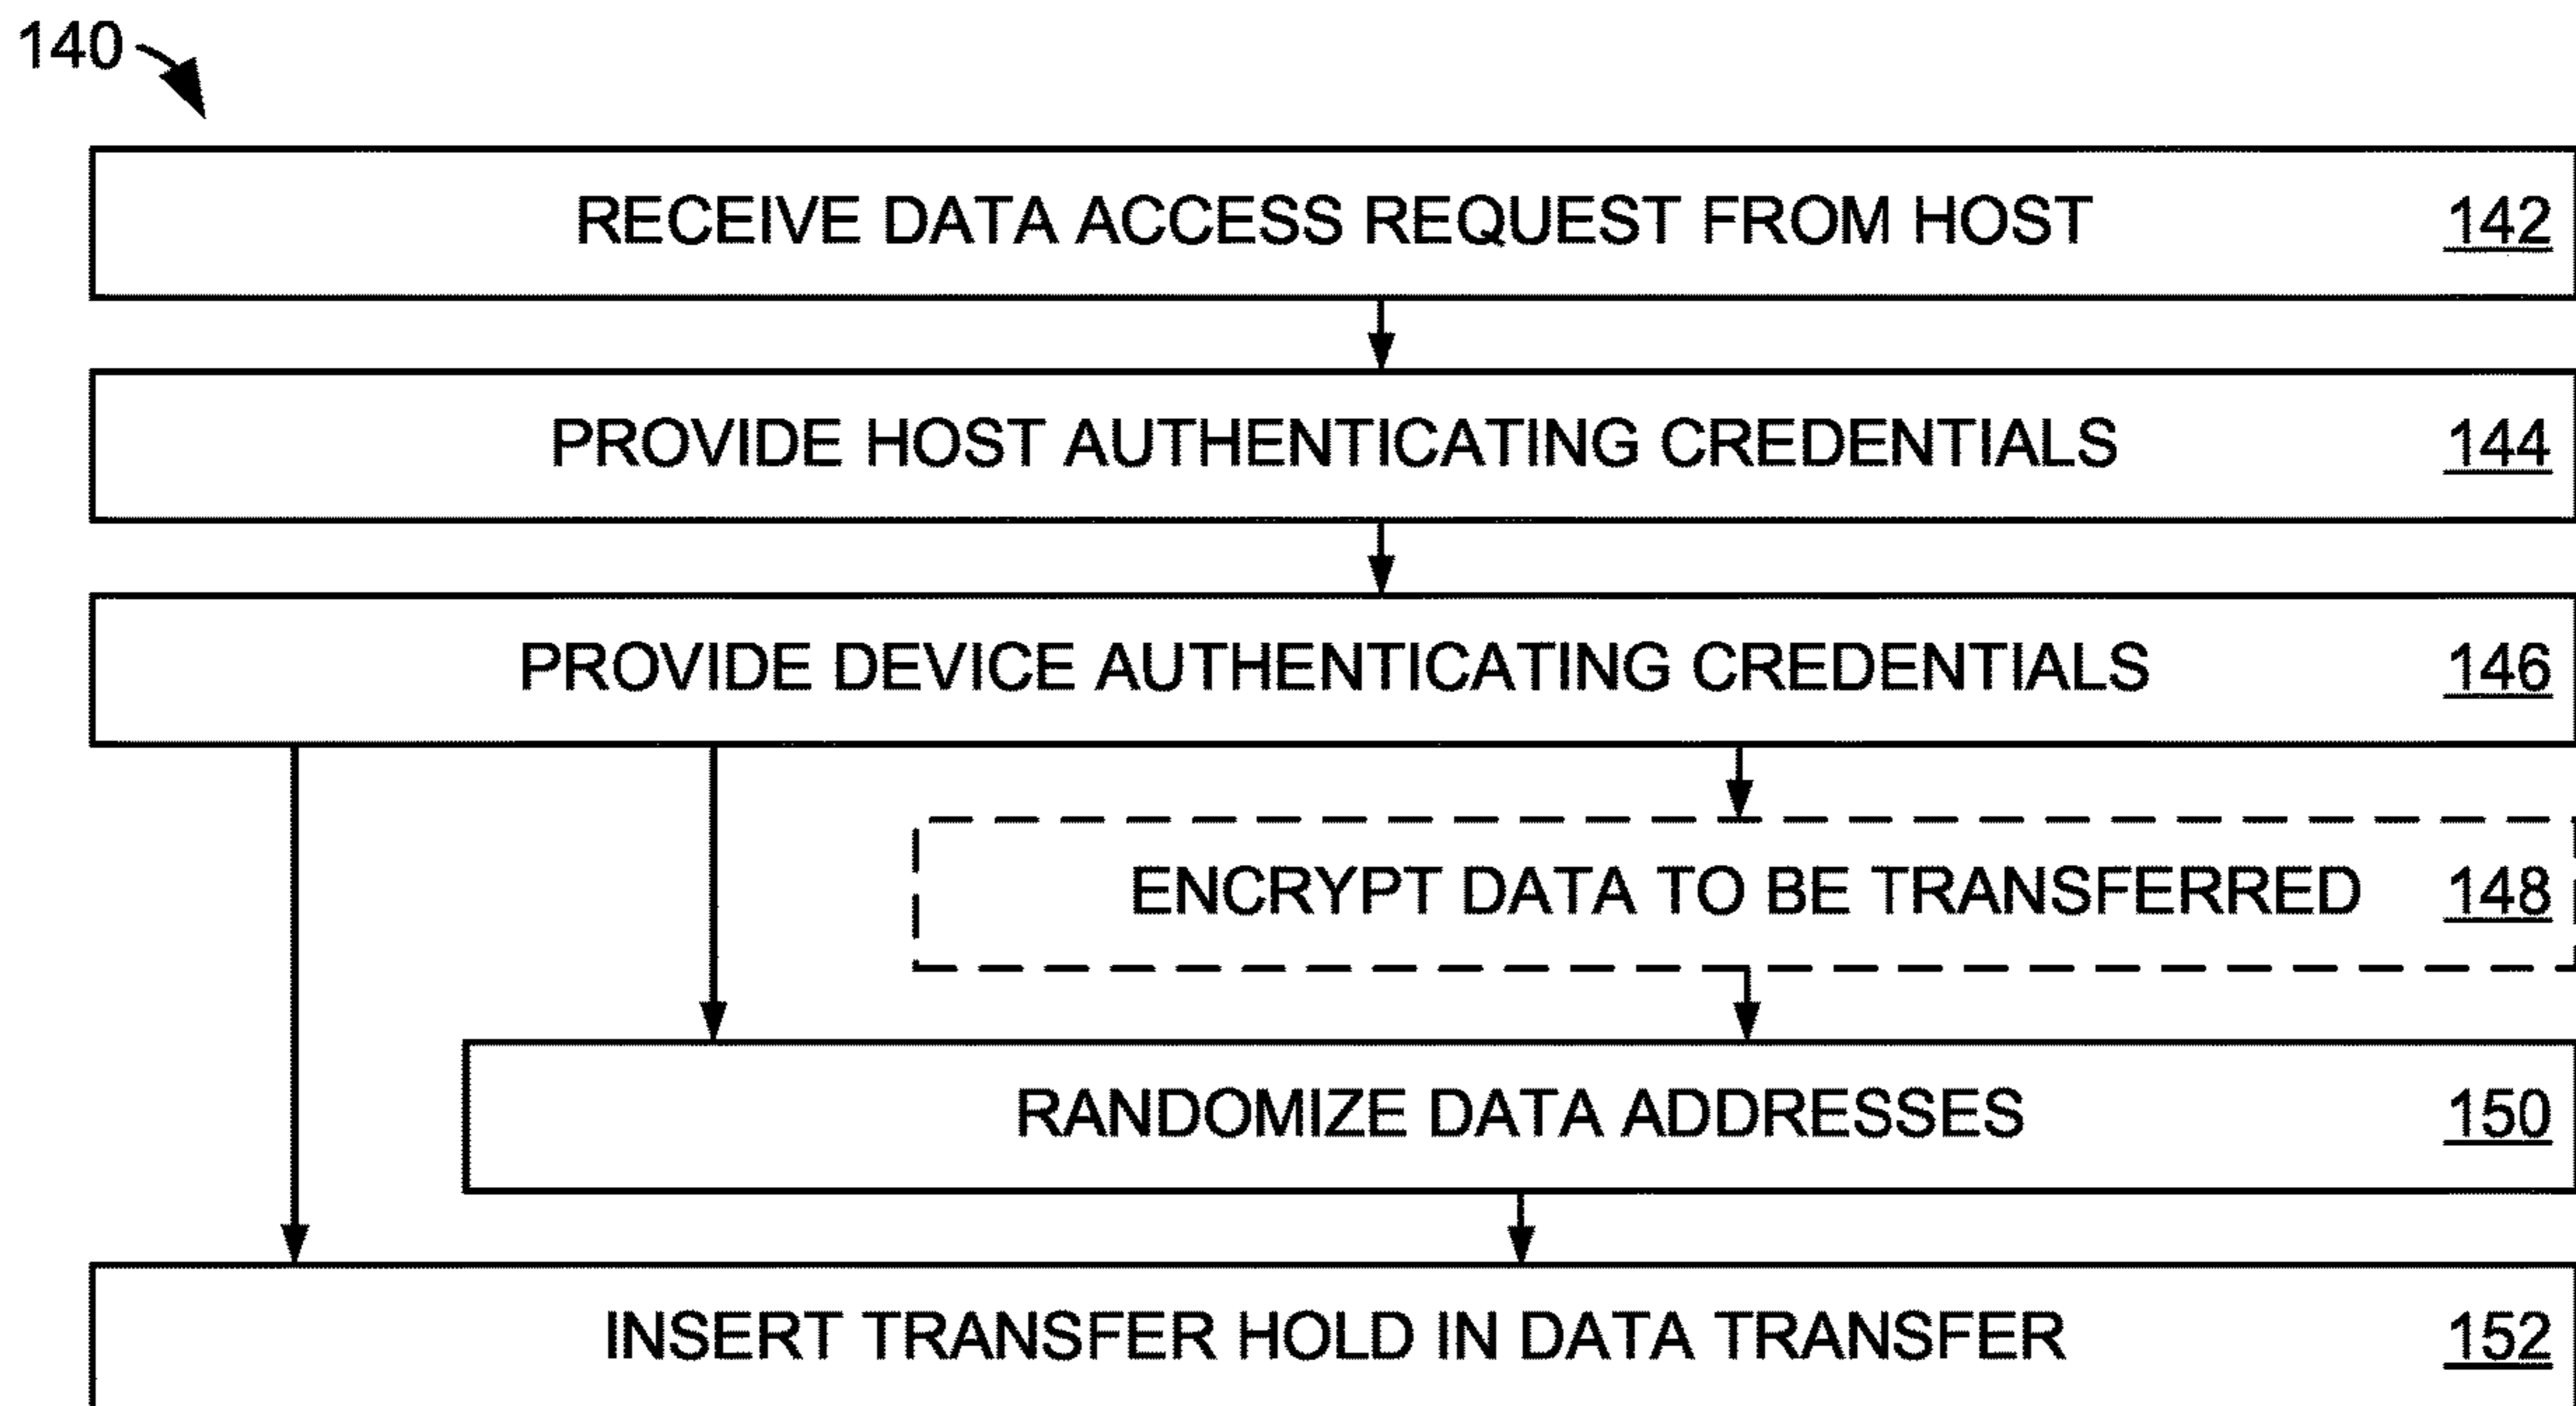 140
RECEIVE DATA ACCESS REQUEST FROM HOST 142
PROVIDE HOST AUTHENTICATING CREDENTIALS 144
PROVIDE DEVICE AUTHENTICATING CREDENTIALS 146
ENCRYPT DATA TO BE TRANSFERRED 148
RANDOMIZE DATA ADDRESSES 150
INSERT TRANSFER HOLD IN DATA TRANSFER 152